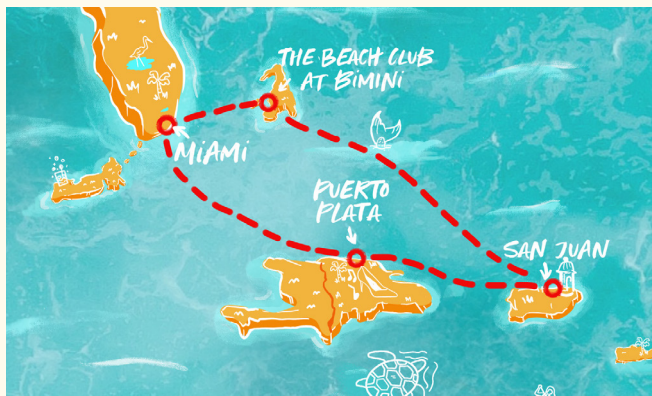 THE BEACH CLUB
AT BiMiNi
MiAMi
PUERTO
PLATA
SAN JUAN